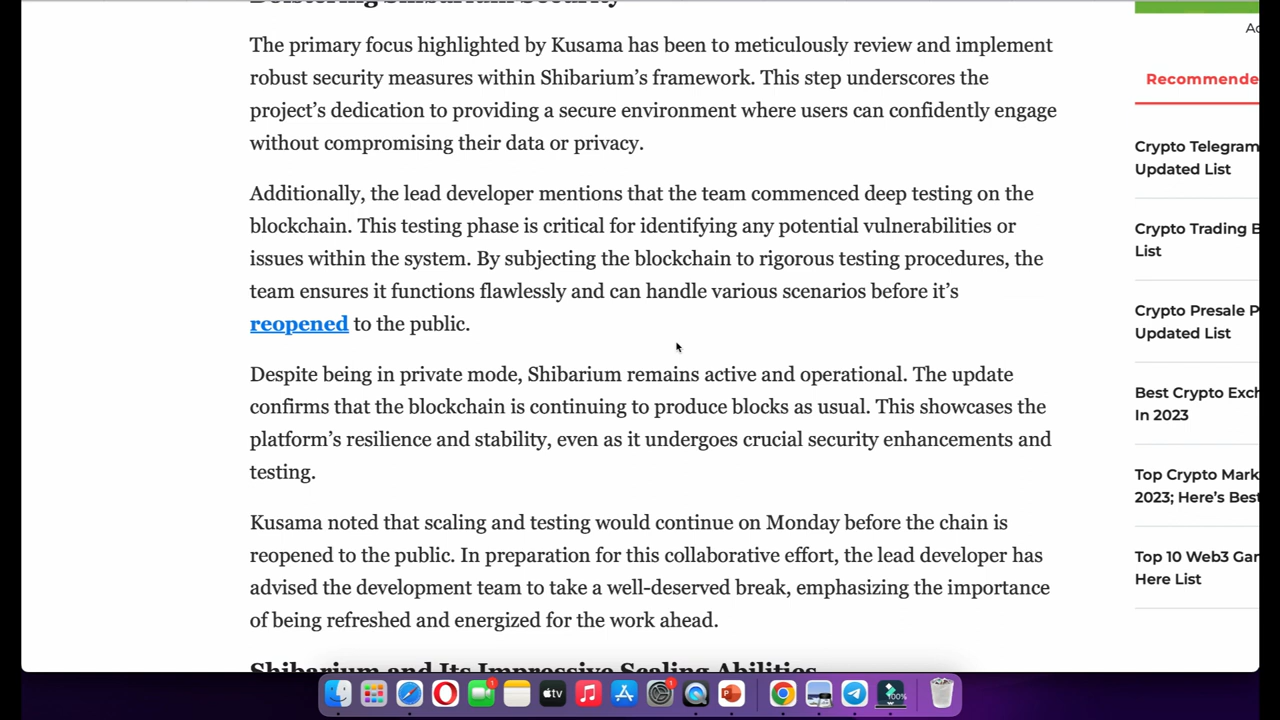 Bolstering Shibarium Security
The primary focus highlighted by Kusama has been to meticulously review and implement
robust security measures within Shibarium’s framework. This step underscores the
project’s dedication to providing a secure environment where users can confidently engage
without compromising their data or privacy.
Additionally, the lead developer mentions that the team commenced deep testing on the
blockchain. This testing phase is critical for identifying any potential vulnerabilities or
issues within the system. By subjecting the blockchain to rigorous testing procedures, the
team ensures it functions flawlessly and can handle various scenarios before it’s
reopened to the public.
Despite being in private mode, Shibarium remains active and operational. The update
confirms that the blockchain is continuing to produce blocks as usual. This showcases the
platform’s resilience and stability, even as it undergoes crucial security enhancements and
testing.
Kusama noted that scaling and testing would continue on Monday before the chain is
reopened to the public. In preparation for this collaborative effort, the lead developer has
advised the development team to take a well-deserved break, emphasizing the importance
of being refreshed and energized for the work ahead.
Shibarium and Its Impressive Scaling Abilities
Recommende
Crypto Telegram
Updated List
Crypto Trading B
List
Crypto Presale P
Updated List
Best Crypto Exch
In 2023
Top Crypto Mark
2023; Here’s Best
Top 10 Web3 Gar
Here List
1
tv
1
100%